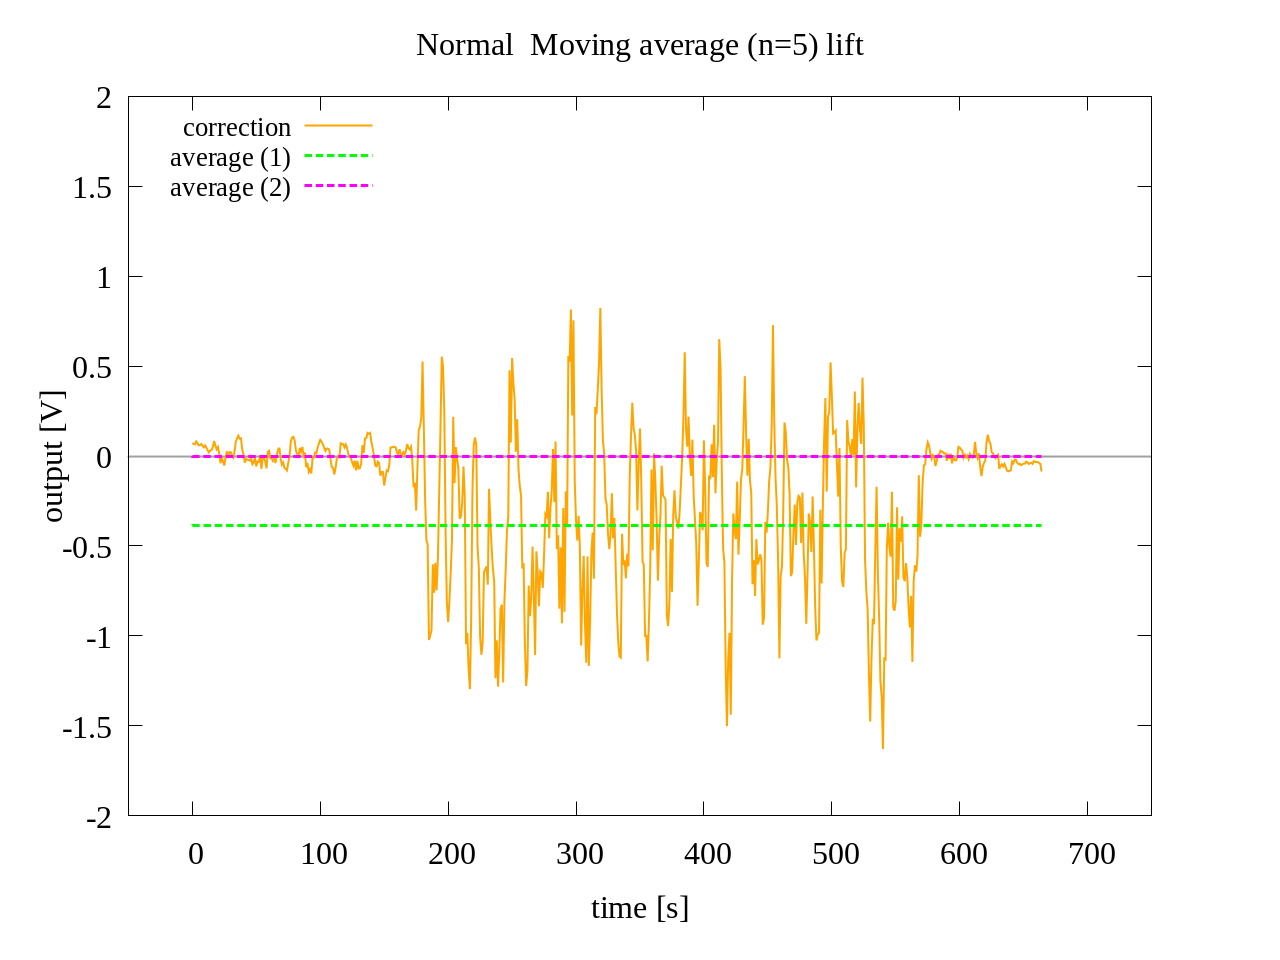 Normal  Moving average (n=5) lift
correction
average (1)
average (2)
2
1.5
1
0.5
0
-0.5
-1
-1.5
-2
output [V]
0 100 200 300 400 500 600 700
time [s]